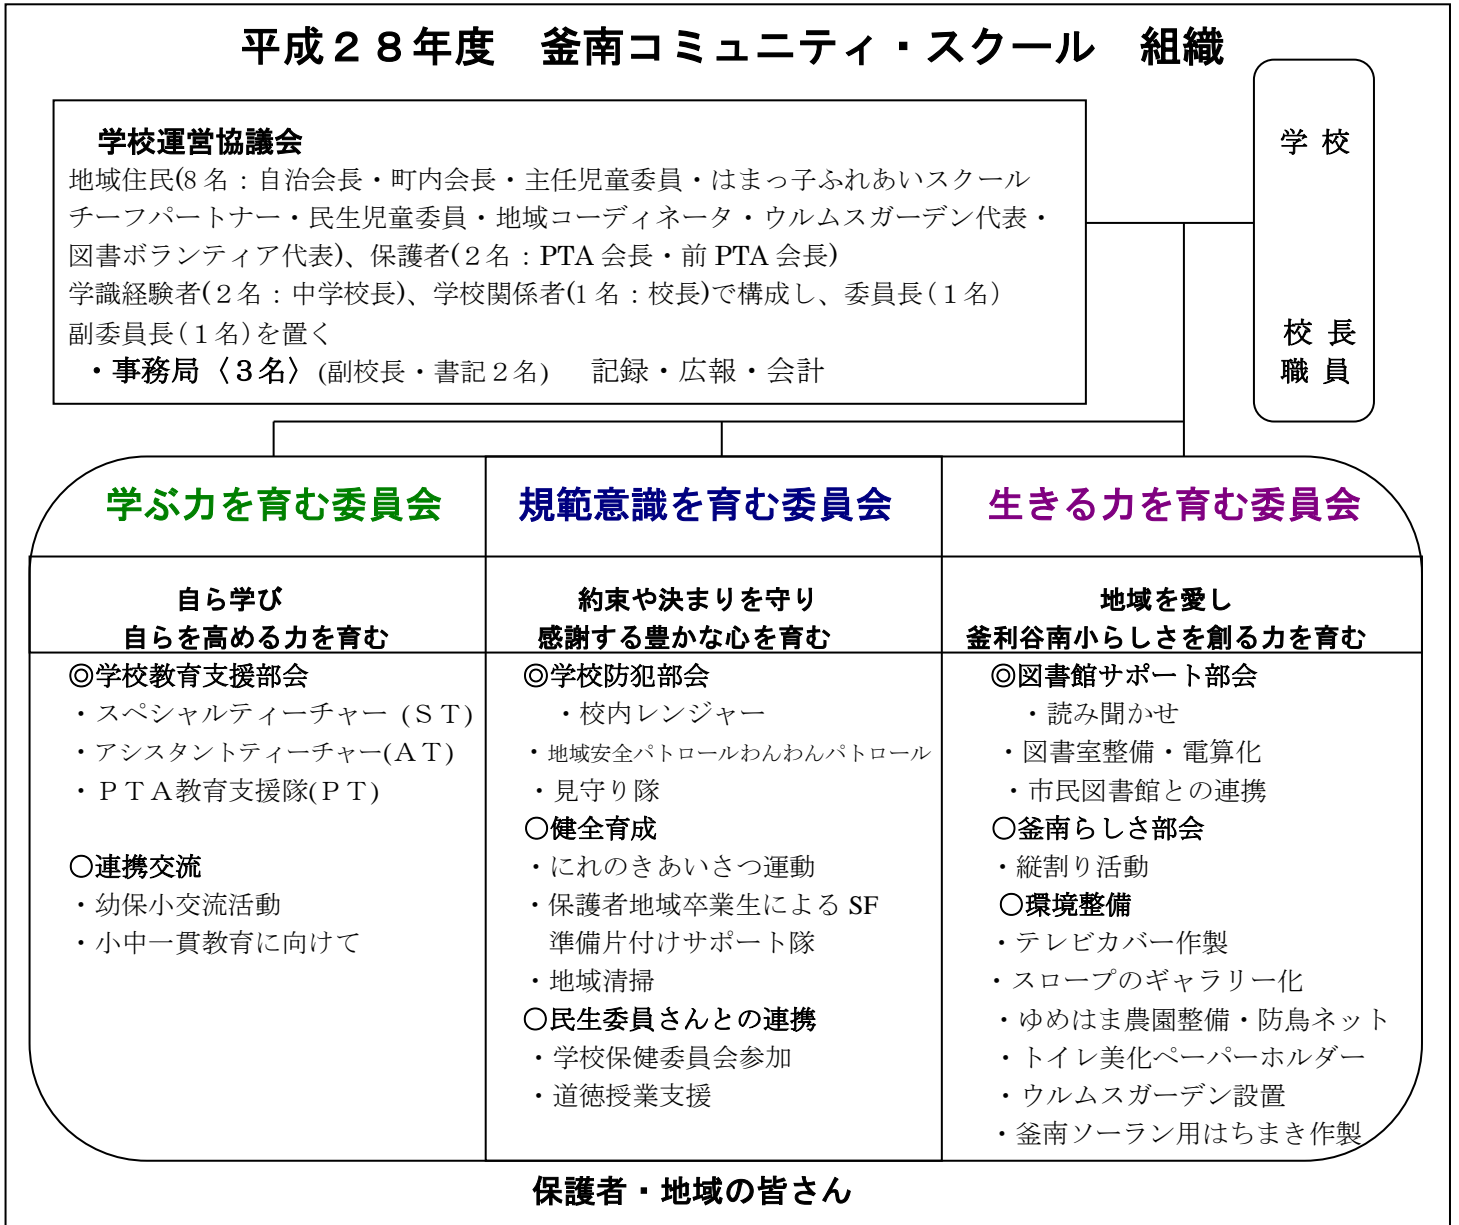 平成２８年度　釜南コミュニティ・スクール　組織
学校運営協議会
地域住民(8 名：自治会長・町内会長・主任児童委員・はまっ子ふれあいスクール
チーフパートナー・民生児童委員・地域コーディネータ・ウルムスガーデン代表・
図書ボランティア代表)、保護者(２名：PTA 会長・前 PTA 会長)
学識経験者(２名：中学校長)、学校関係者(1 名：校長)で構成し、委員長(１名)
副委員長(１名)を置く
・事務局〈３名〉(副校長・書記２名)　記録・広報・会計
学 校
校 長
職 員
学ぶ力を育む委員会
自ら学び
自らを高める力を育む
◎学校教育支援部会
・スペシャルティーチャー (ＳＴ)
・アシスタントティーチャー(ＡＴ)
・ＰＴＡ教育支援隊(ＰＴ)
○連携交流
・幼保小交流活動
・小中一貫教育に向けて
規範意識を育む委員会
約束や決まりを守り
感謝する豊かな心を育む
◎学校防犯部会
・校内レンジャー
・地域安全パトロールわんわんパトロール
・見守り隊
○健全育成
・にれのきあいさつ運動
・保護者地域卒業生による SF
準備片付けサポート隊
・地域清掃
○民生委員さんとの連携
・学校保健委員会参加
・道徳授業支援
生きる力を育む委員会
地域を愛し
釜利谷南小らしさを創る力を育む
◎図書館サポート部会
・読み聞かせ
・図書室整備・電算化
・市民図書館との連携
○釜南らしさ部会
・縦割り活動
○環境整備
・テレビカバー作製
・スロープのギャラリー化
・ゆめはま農園整備・防鳥ネット
・トイレ美化ペーパーホルダー
・ウルムスガーデン設置
・釜南ソーラン用はちまき作製
保護者・地域の皆さん